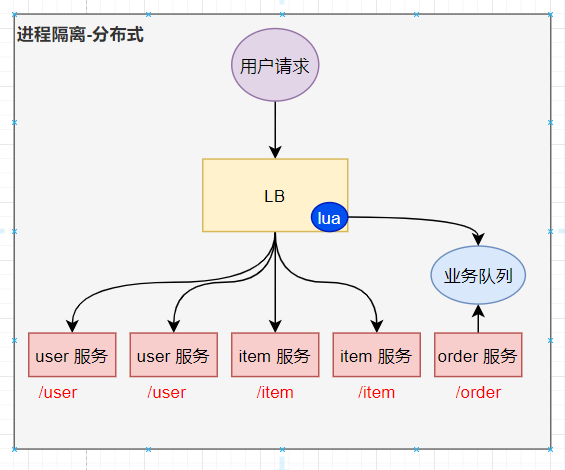 进程隔离-分布式
用户请求
LB
lua
业务队列
user 服务
user 服务
item 服务
item 服务
order 服务
/user
/user
/item
/item
/order